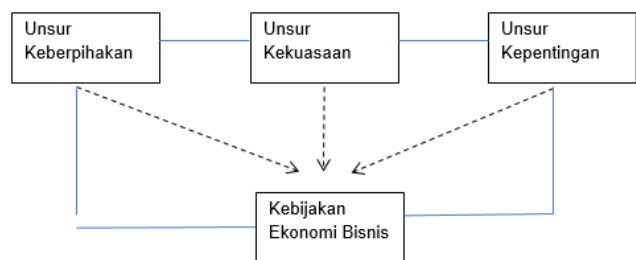 Unsur
Keberpihakan
Unsur
Kekuasaan
Unsur
Kepentingan
Kebijakan
Ekonomi Bisnis